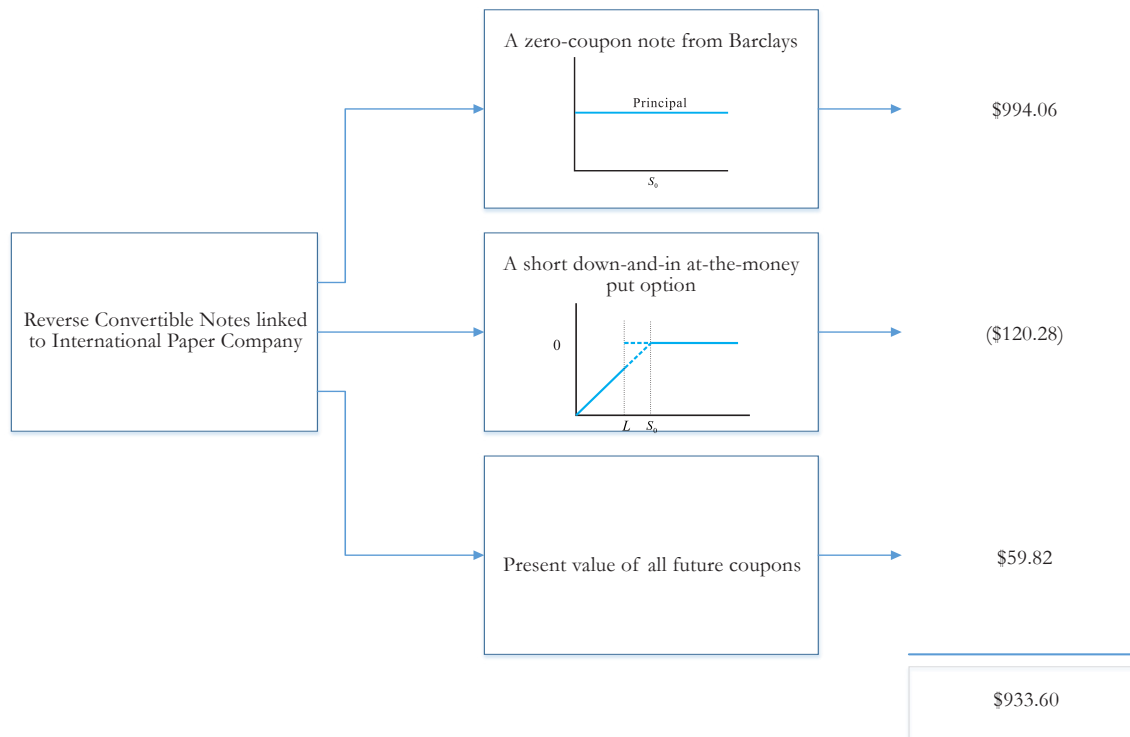 A zero-coupon note from Barclays
Principal
S₀
$994.06
Reverse Convertible Notes linked
to International Paper Company
A short down-and-in at-the-money
put option
0
L S₀
($120.28)
Present value of all future coupons
$59.82
$933.60